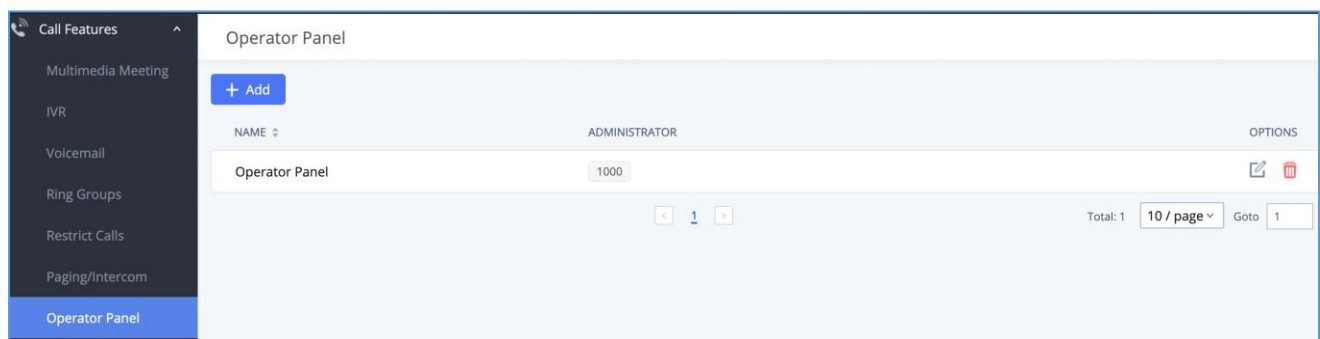 Call Features
Multimedia Meeting
IVR
Voicemail
Ring Groups
Restrict Calls
Paging/Intercom
Operator Panel
Operator Panel
+ Add
NAME ADMINISTRATOR OPTIONS
Operator Panel 1000
< 1 > Total: 1 10 / page Goto 1